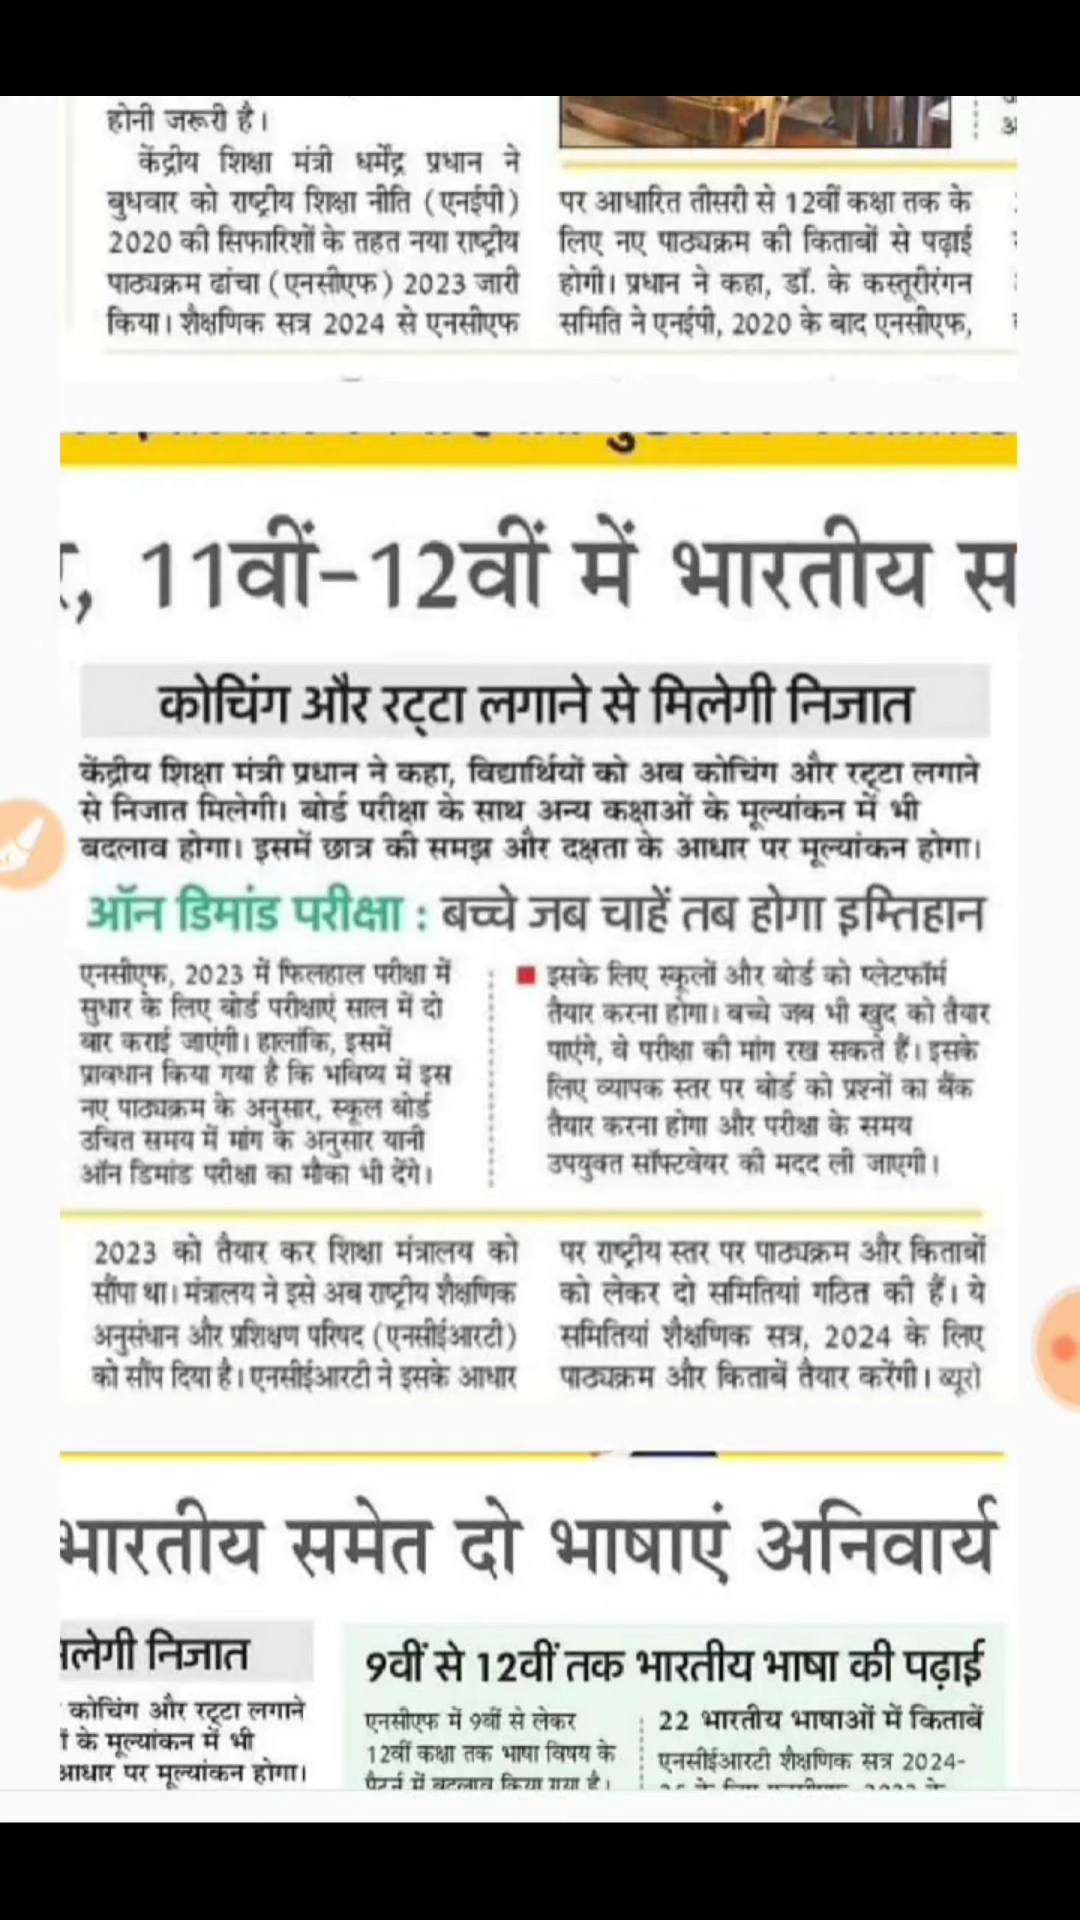 होनी जरूरी है।
केंद्रीय शिक्षा मंत्री धर्मेंद्र प्रधान ने
बुधवार को राष्ट्रीय शिक्षा नीति (एनईपी)
2020 की सिफारिशों के तहत नया राष्ट्रीय
पाठ्यक्रम ढांचा (एनसीएफ) 2023 जारी
किया। शैक्षणिक सत्र 2024 से एनसीएफ
पर आधारित तीसरी से 12वीं कक्षा तक के
लिए नए पाठ्यक्रम की किताबों से पढ़ाई
होगी। प्रधान ने कहा, डॉ. के कस्तूरीरंगन
समिति ने एनईपी, 2020 के बाद एनसीएफ,
, 11वीं-12वीं में भारतीय स
कोचिंग और रट्टा लगाने से मिलेगी निजात
केंद्रीय शिक्षा मंत्री प्रधान ने कहा, विद्यार्थियों को अब कोचिंग और रट्टा लगाने
से निजात मिलेगी। बोर्ड परीक्षा के साथ अन्य कक्षाओं के मूल्यांकन में भी
बदलाव होगा। इसमें छात्र की समझ और दक्षता के आधार पर मूल्यांकन होगा।
ऑन डिमांड परीक्षा : बच्चे जब चाहें तब होगा इम्तिहान
एनसीएफ, 2023 में फिलहाल परीक्षा में
सुधार के लिए बोर्ड परीक्षाएं साल में दो
बार कराई जाएंगी। हालांकि, इसमें
प्रावधान किया गया है कि भविष्य में इस
नए पाठ्यक्रम के अनुसार, स्कूल बोर्ड
उचित समय में मांग के अनुसार यानी
ऑन डिमांड परीक्षा का मौका भी देंगे।
इसके लिए स्कूलों और बोर्ड को प्लेटफॉर्म
तैयार करना होगा। बच्चे जब भी खुद को तैयार
पाएंगे, वे परीक्षा की मांग रख सकते हैं। इसके
लिए व्यापक स्तर पर बोर्ड को प्रश्नों का बैंक
तैयार करना होगा और परीक्षा के समय
उपयुक्त सॉफ्टवेयर की मदद ली जाएगी।
2023 को तैयार कर शिक्षा मंत्रालय को
सौंपा था। मंत्रालय ने इसे अब राष्ट्रीय शैक्षणिक
अनुसंधान और प्रशिक्षण परिषद (एनसीईआरटी)
को सौंप दिया है। एनसीईआरटी ने इसके आधार
पर राष्ट्रीय स्तर पर पाठ्यक्रम और किताबों
को लेकर दो समितियां गठित की हैं। ये
समितियां शैक्षणिक सत्र, 2024 के लिए
पाठ्यक्रम और किताबें तैयार करेंगी। ब्यूरो
भारतीय समेत दो भाषाएं अनिवार्य
लेगी निजात
कोचिंग और रट्टा लगाने
के मूल्यांकन में भी
आधार पर मूल्यांकन होगा।
9वीं से 12वीं तक भारतीय भाषा की पढ़ाई
एनसीएफ में 9वीं से लेकर
12वीं कक्षा तक भाषा विषय के
पैटर्न में बदलाव किया गया है।
22 भारतीय भाषाओं में किताबें
एनसीईआरटी शैक्षणिक सत्र 2024-